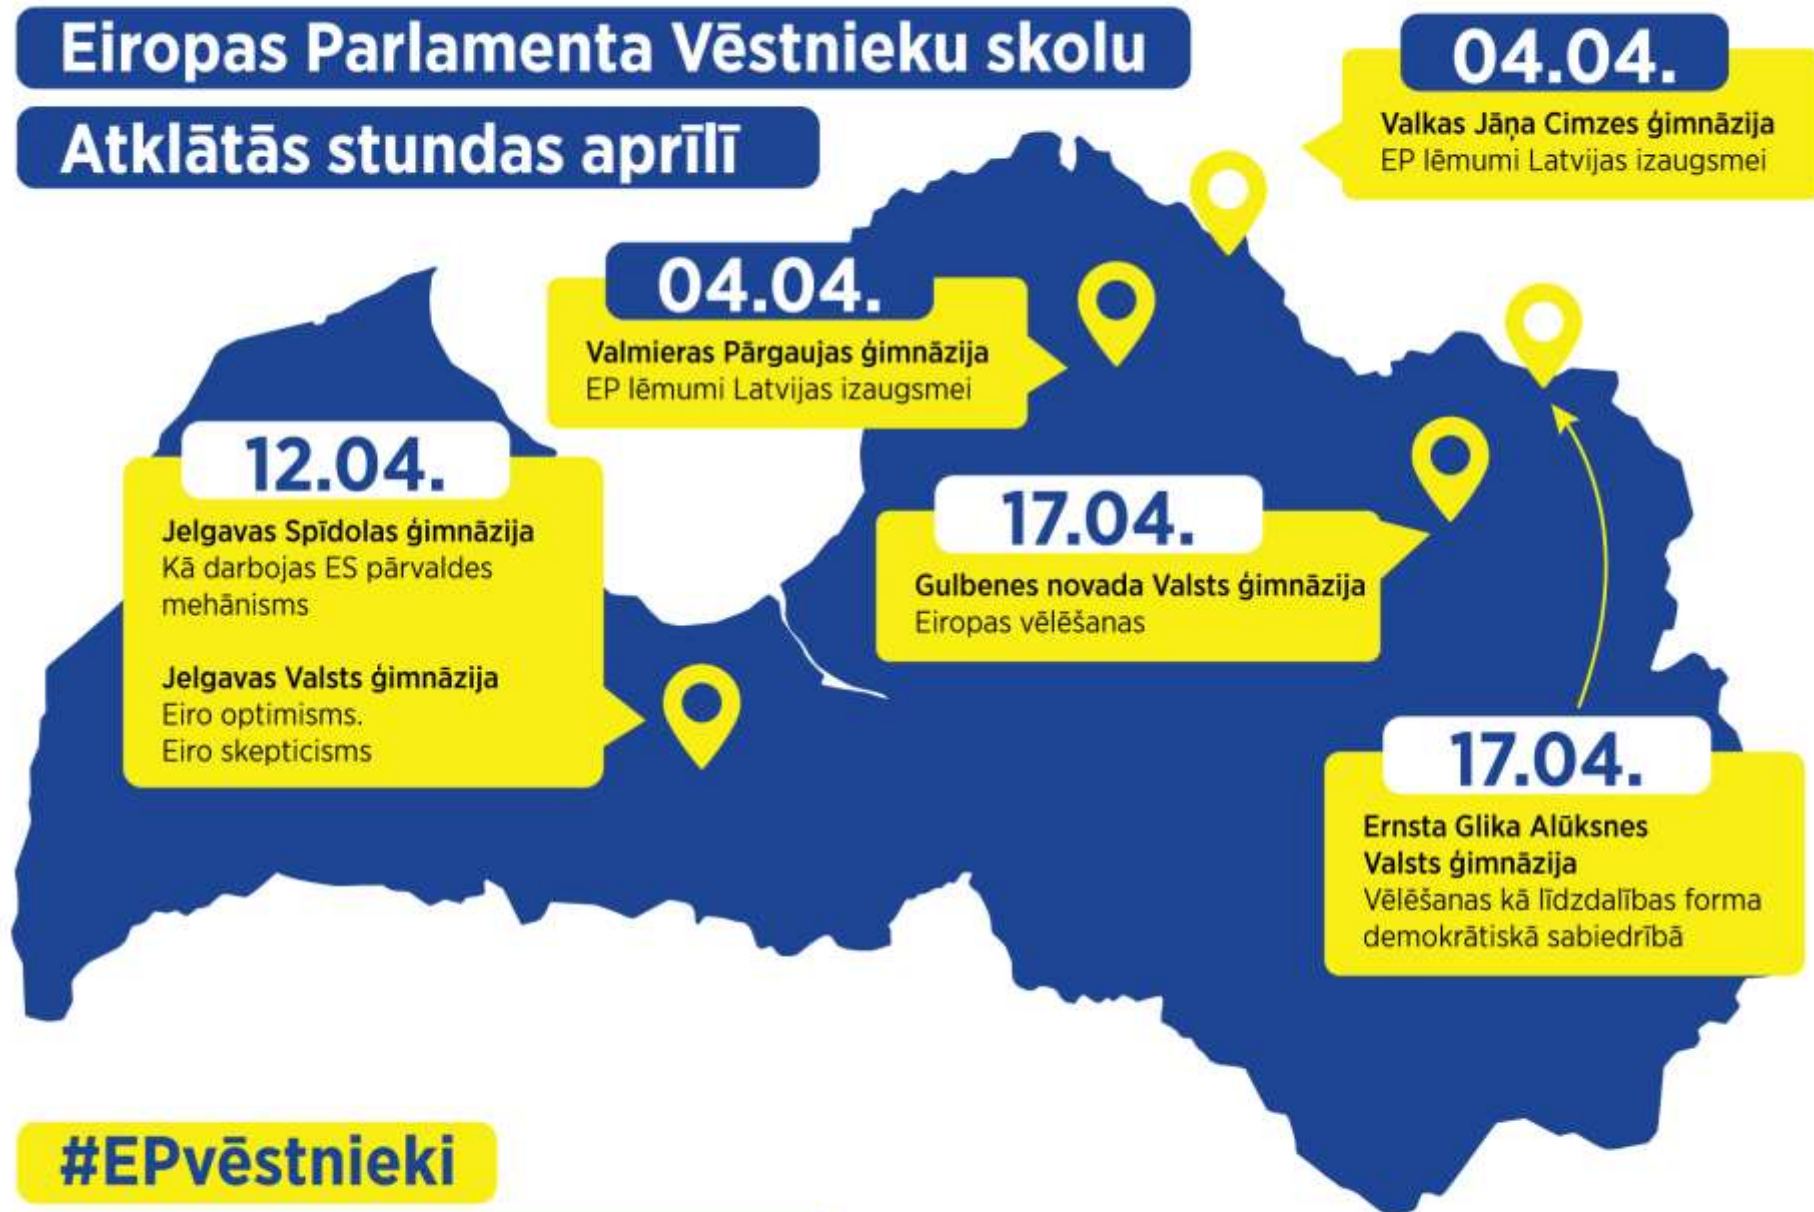 Eiropas Parlamenta Vēstnieku skolu
Atklātās stundas aprīlī
04.04.
Valkas Jāņa Cimzes ģimnāzija
EP lēmumi Latvijas izaugsmei
04.04.
Valmieras Pārgaujas ģimnāzija
EP lēmumi Latvijas izaugsmei
12.04.
Jelgavas Spīdolas ģimnāzija
Kā darbojas ES pārvaldes
mehānisms
Jelgavas Valsts ģimnāzija
Eiro optimisms.
Eiro skepticisms
17.04.
Gulbenes novada Valsts ģimnāzija
Eiropas vēlēšanas
17.04.
Ernsta Glika Alūksnes
Valsts ģimnāzija
Vēlēšanas kā līdzdalības forma
demokrātiskā sabiedrībā
#EPvēstnieki